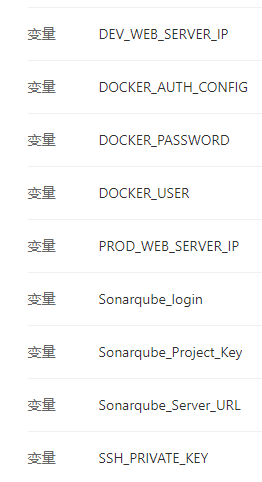 变量 DEV_WEB_SERVER_IP
变量 DOCKER_AUTH_CONFIG
变量 DOCKER_PASSWORD
变量 DOCKER_USER
变量 PROD_WEB_SERVER_IP
变量 Sonarqube_login
变量 Sonarqube_Project_Key
变量 Sonarqube_Server_URL
变量 SSH_PRIVATE_KEY